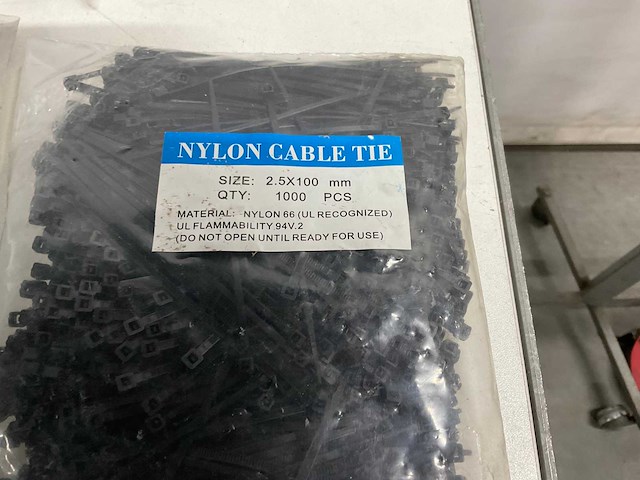 NYLON CABLE TIE
SIZE: 2.5X100 mm
QTY: 1000 PCS
MATERIAL: NYLON 66 (UL RECOGNIZED)
UL FLAMMABILITY 94V.2
(DO NOT OPEN UNTIL READY FOR USE)